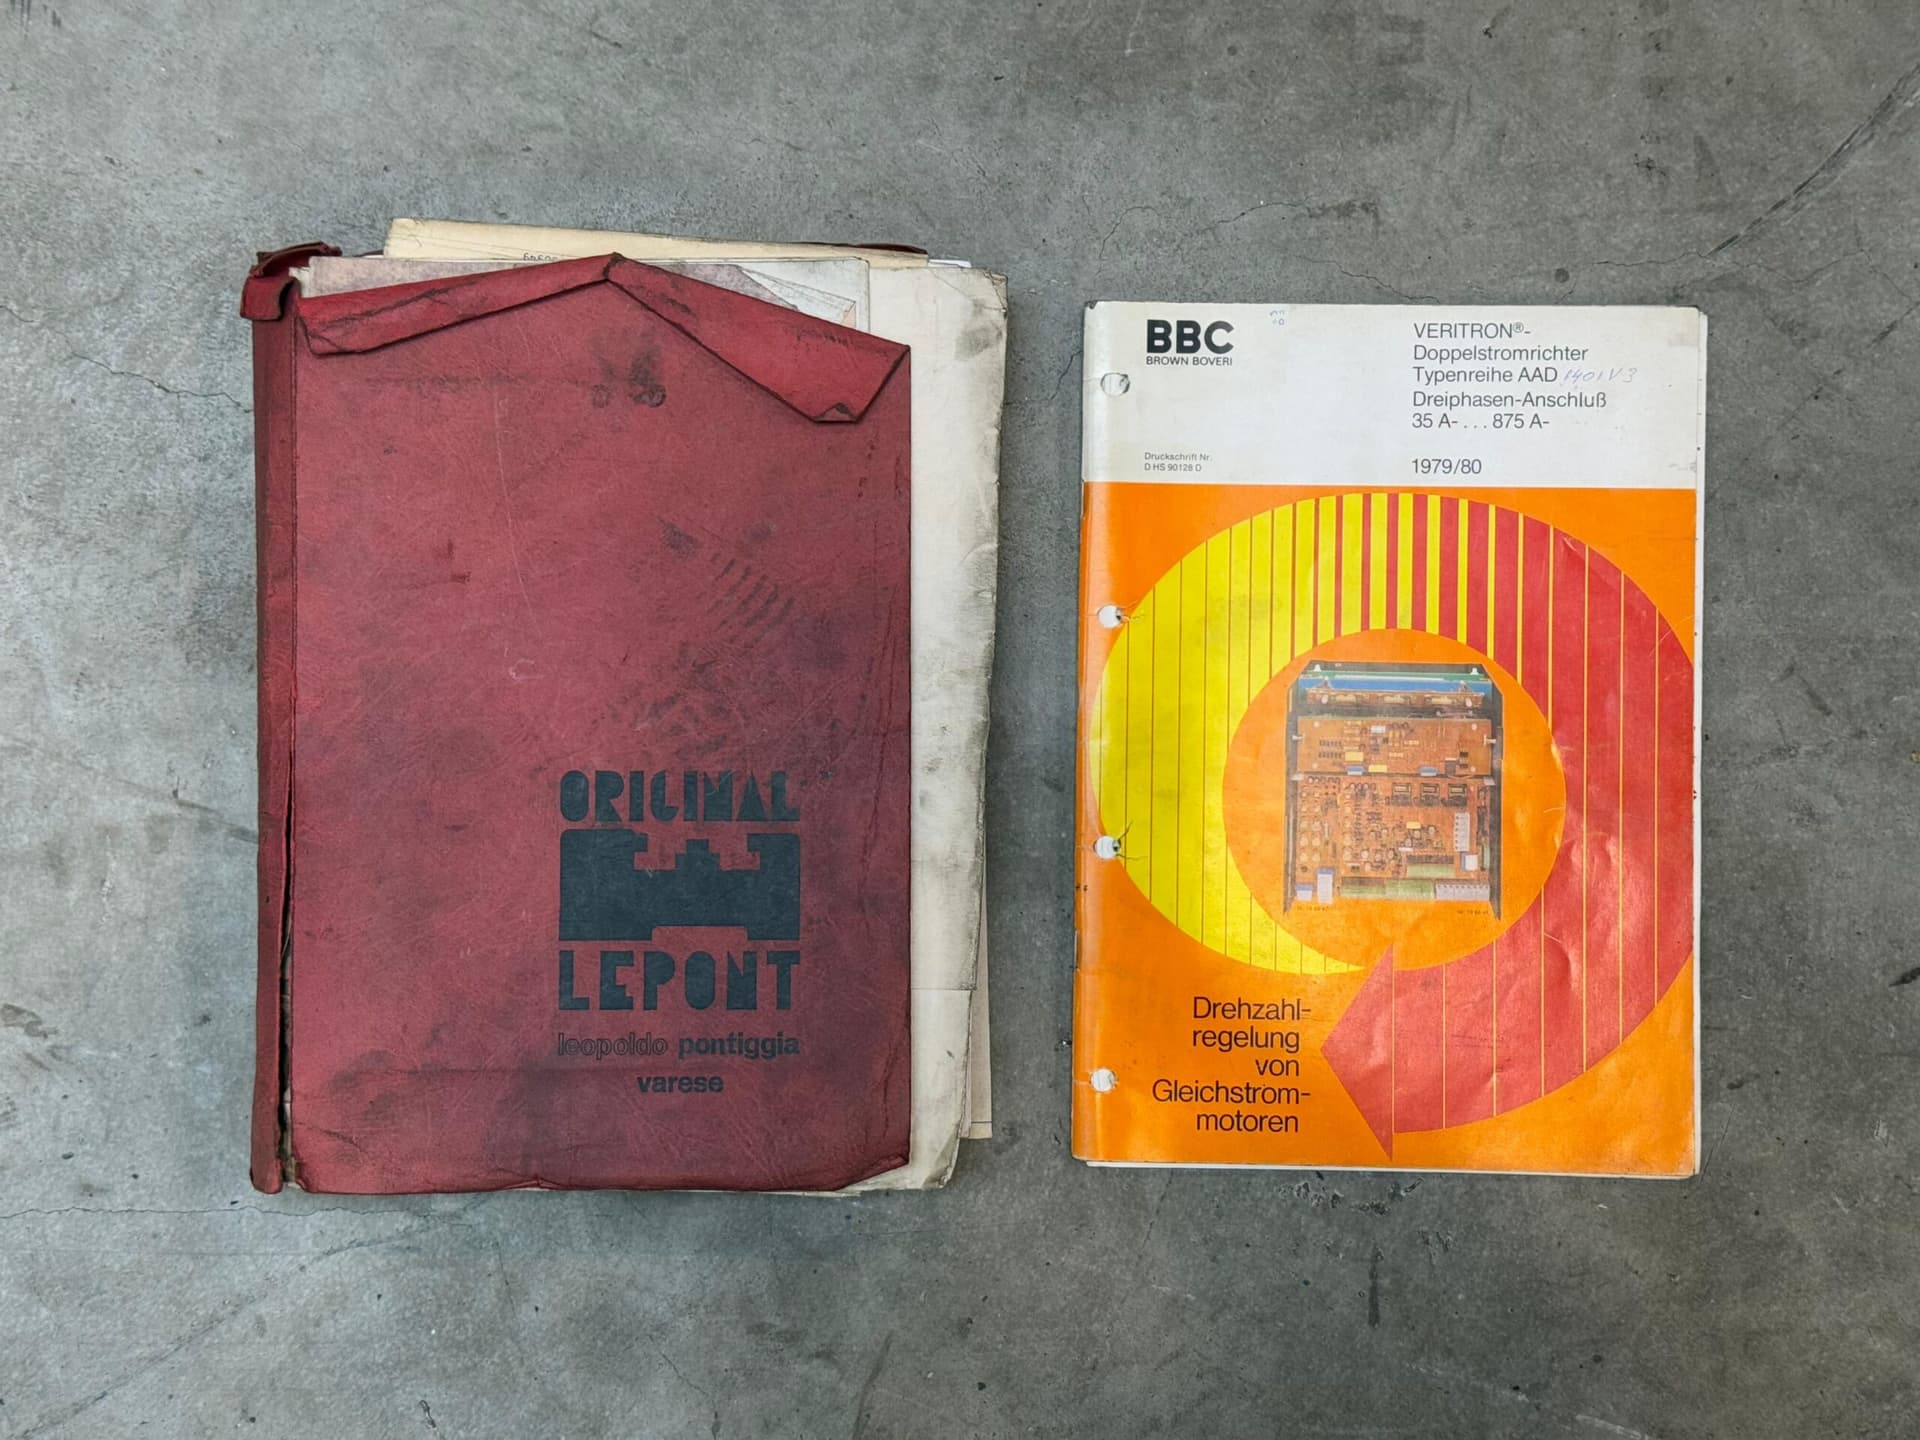 ORIGINAL
LEPONT
leopoldo pontiggia
varese
BBC
BROWN BOVERI
VERITRON®-
Doppelstromrichter
Typenreihe AAD 1401 V3
Dreiphasen-Anschluß
35 A- . . . 875 A-
Druckschrift Nr.
D HS 90128 D
1979/80
Drehzahl-
regelung
von
Gleichstrom-
motoren